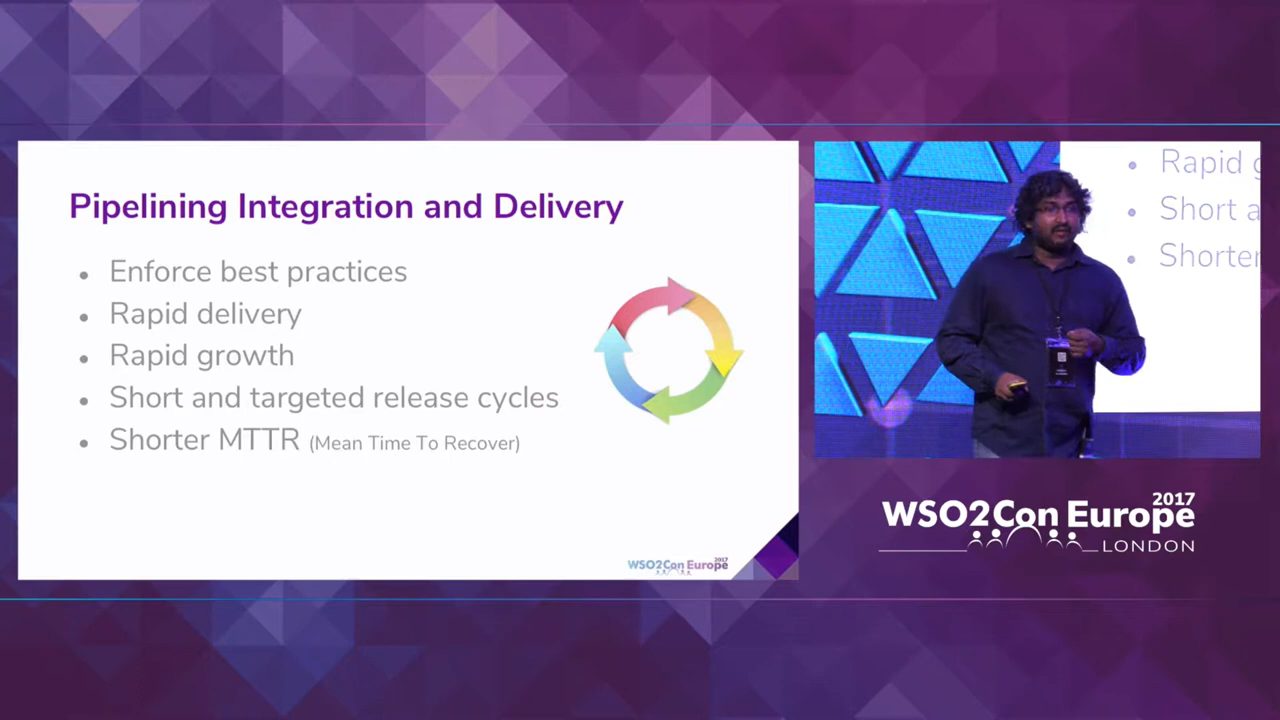 Pipelining Integration and Delivery
• Enforce best practices
• Rapid delivery
• Rapid growth
• Short and targeted release cycles
• Shorter MTTR (Mean Time To Recover)
WSO2Con Europe 2017
• Rapid g
• Short a
• Shorter
2017
WSO2Con Europe
LONDON